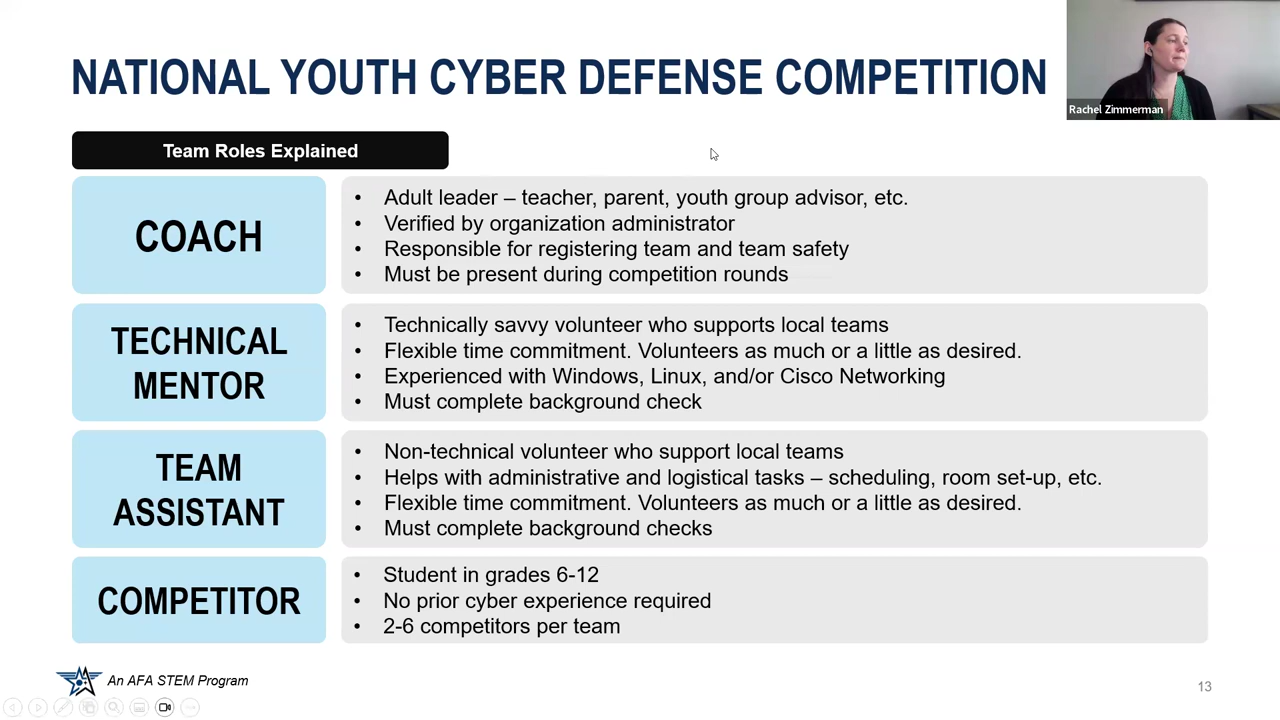 NATIONAL YOUTH CYBER DEFENSE COMPETITION
Rachel Zimmerman
Team Roles Explained
COACH
• Adult leader – teacher, parent, youth group advisor, etc.
• Verified by organization administrator
• Responsible for registering team and team safety
• Must be present during competition rounds
TECHNICAL
MENTOR
• Technically savvy volunteer who supports local teams
• Flexible time commitment. Volunteers as much or a little as desired.
• Experienced with Windows, Linux, and/or Cisco Networking
• Must complete background check
TEAM
ASSISTANT
• Non-technical volunteer who support local teams
• Helps with administrative and logistical tasks – scheduling, room set-up, etc.
• Flexible time commitment. Volunteers as much or a little as desired.
• Must complete background checks
COMPETITOR
• Student in grades 6-12
• No prior cyber experience required
• 2-6 competitors per team
An AFA STEM Program
13